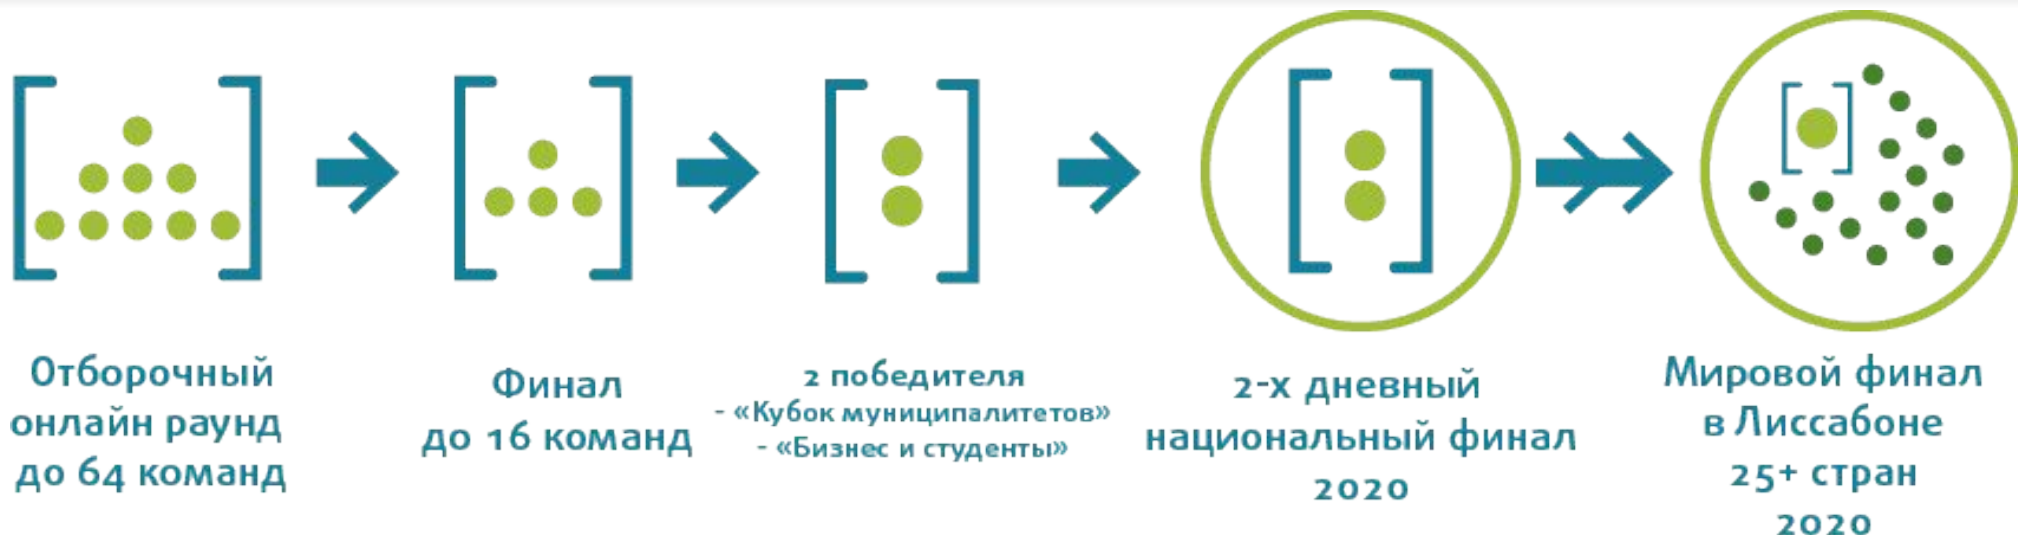 Отборочный
онлайн раунд
до 64 команд
Финал
до 16 команд
2 победителя
- «Кубок муниципалитетов»
- «Бизнес и студенты»
2-х дневный
национальный финал
2020
Мировой финал
в Лиссабоне
25+ стран
2020